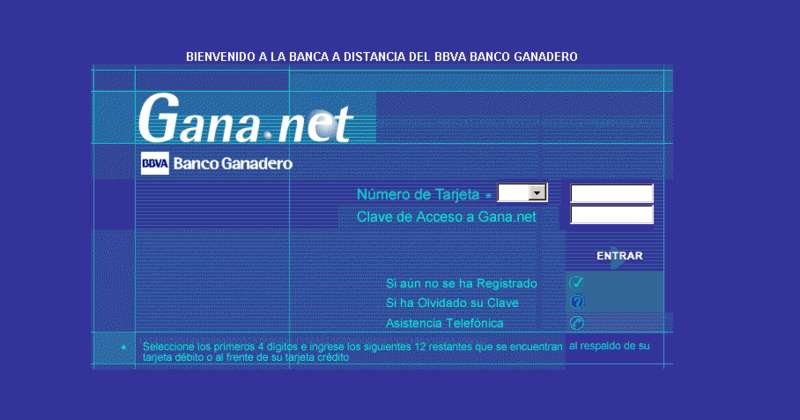 BIENVENIDO A LA BANCA A DISTANCIA DEL BBVA BANCO GANADERO
Gana.net
BBVA Banco Ganadero
Número de Tarjeta *
Clave de Acceso a Gana.net
ENTRAR
Si aún no se ha Registrado
Si ha Olvidado su Clave
Asistencia Telefónica
* Seleccione los primeros 4 digitos e ingrese los siguientes 12 restantes que se encuentran al respaldo de su
tarjeta débito o al frente de su tarjeta crédito